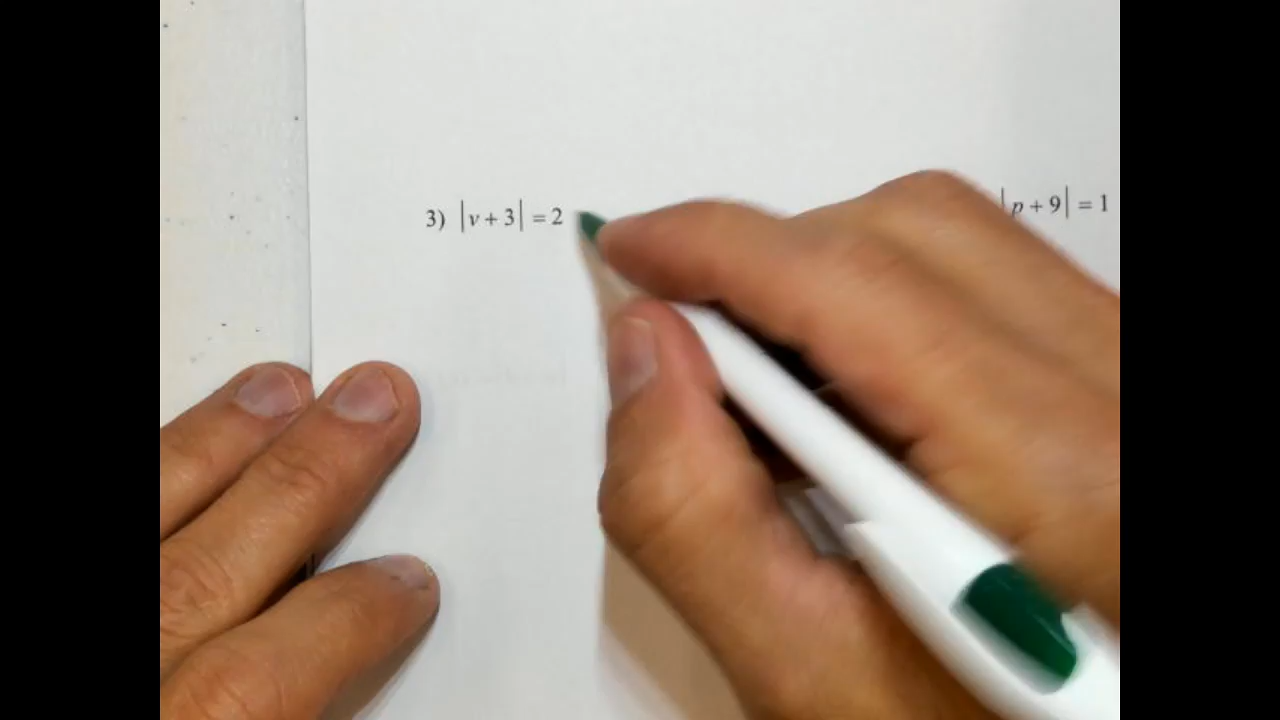 3) |v + 3| = 2
|p + 9| = 1